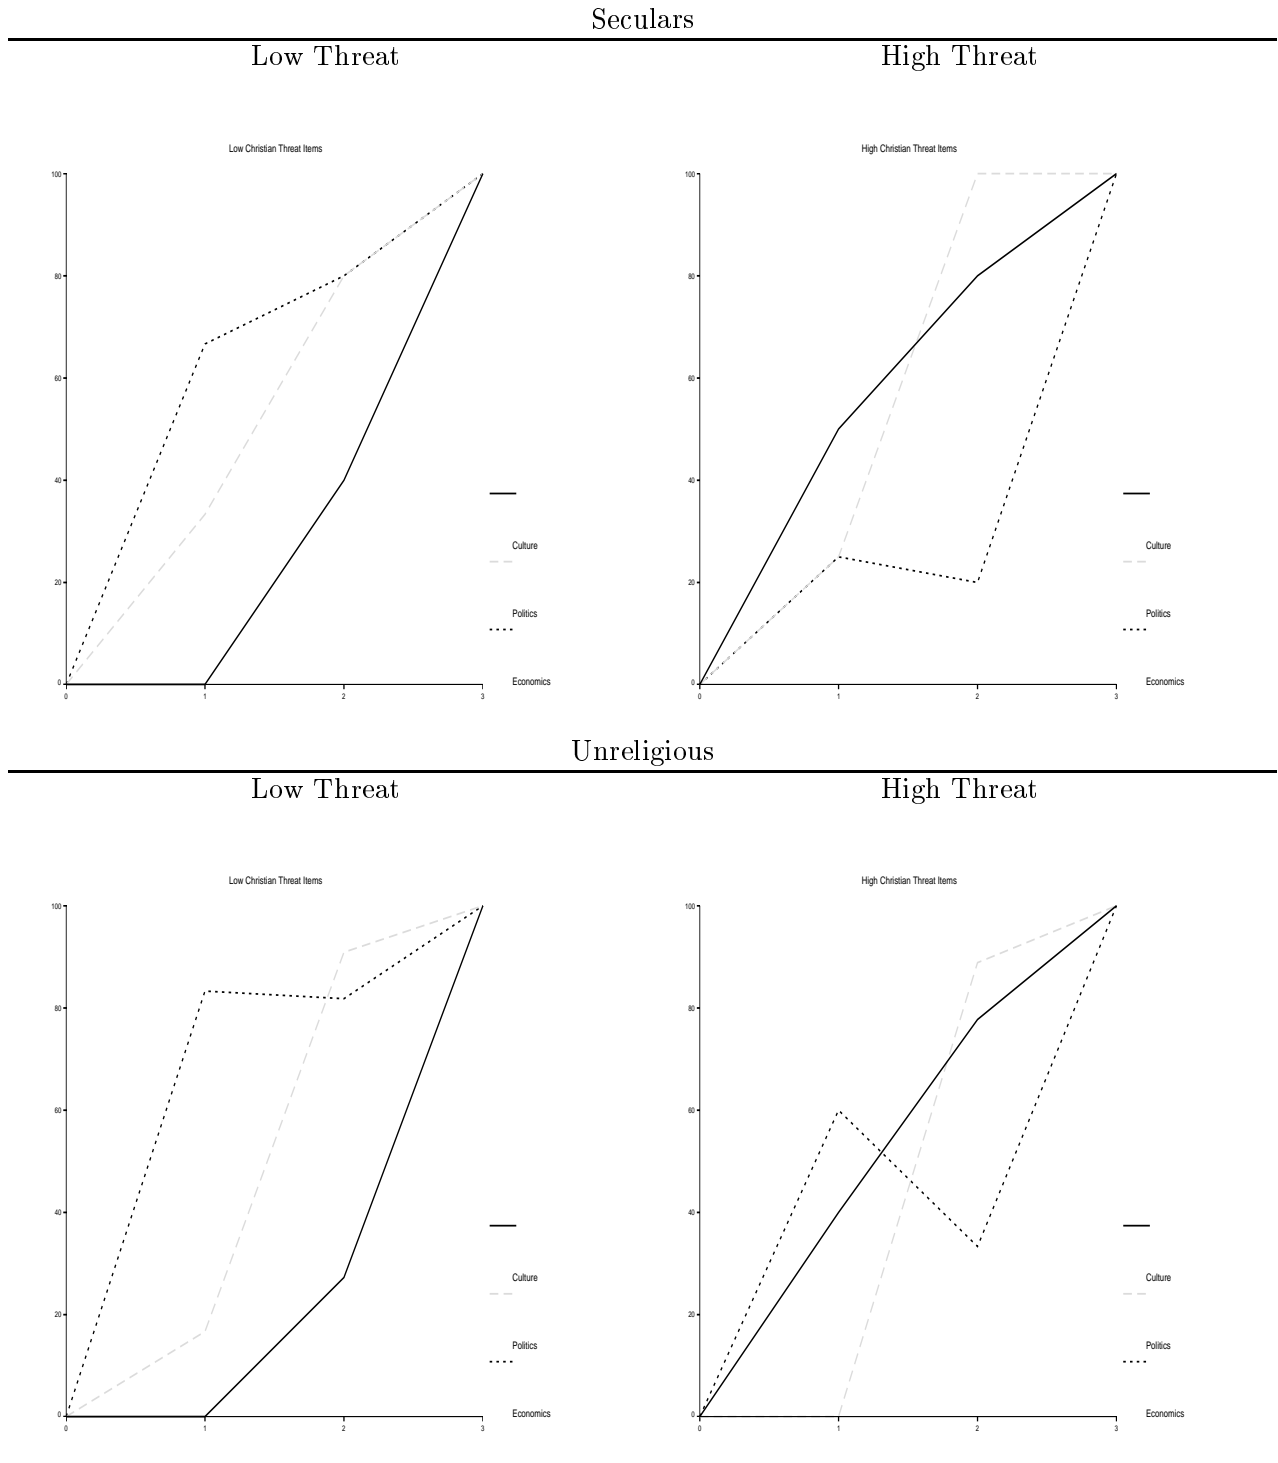 Seculars
Low Threat High Threat
Low Christian Threat Items High Christian Threat Items
100 100
80 80
60 60
40 40
Culture Culture
20 20
Politics Politics
0 Economics 0 Economics
0 1 2 3 0 1 2 3
Unreligious
Low Threat High Threat
Low Christian Threat Items High Christian Threat Items
100 100
80 80
60 60
40 40
Culture Culture
20 20
Politics Politics
0 Economics 0 Economics
0 1 2 3 0 1 2 3